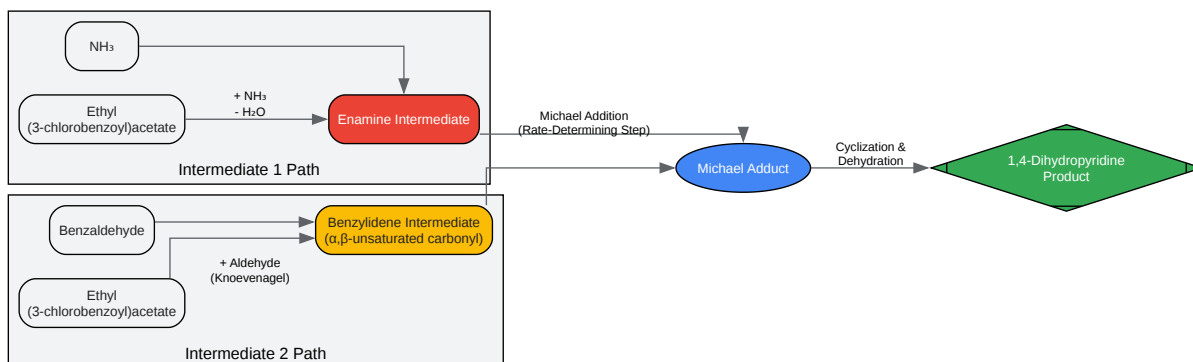 NH₃
Ethyl
(3-chlorobenzoyl)acetate
+ NH₃
- H₂O
Enamine Intermediate
Intermediate 1 Path
Michael Addition
(Rate-Determining Step)
Michael Adduct
Cyclization &
Dehydration
1,4-Dihydropyridine
Product
Benzaldehyde
Benzylidene Intermediate
(α,β-unsaturated carbonyl)
+ Aldehyde
(Knoevenagel)
Ethyl
(3-chlorobenzoyl)acetate
Intermediate 2 Path